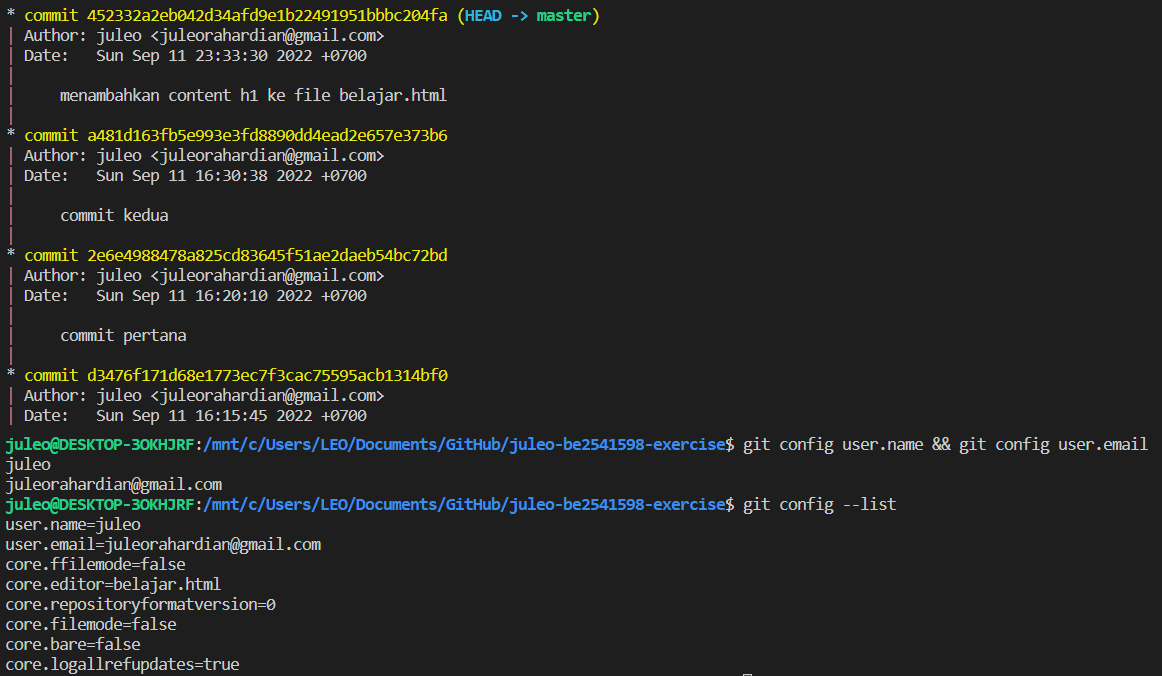 * commit 452332a2eb042d34afd9e1b22491951bbbc204fa (HEAD -> master)
| Author: juleo <juleorahardian@gmail.com>
| Date:   Sun Sep 11 23:33:30 2022 +0700
|
|     menambahkan content h1 ke file belajar.html
|
* commit a481d163fb5e993e3fd8890dd4ead2e657e373b6
| Author: juleo <juleorahardian@gmail.com>
| Date:   Sun Sep 11 16:30:38 2022 +0700
|
|     commit kedua
|
* commit 2e6e4988478a825cd83645f51ae2daeb54bc72bd
| Author: juleo <juleorahardian@gmail.com>
| Date:   Sun Sep 11 16:20:10 2022 +0700
|
|     commit pertana
|
* commit d3476f171d68e1773ec7f3cac75595acb1314bf0
| Author: juleo <juleorahardian@gmail.com>
| Date:   Sun Sep 11 16:15:45 2022 +0700
juleo@DESKTOP-3OKHJRF:/mnt/c/Users/LEO/Documents/GitHub/juleo-be2541598-exercise$ git config user.name && git config user.email
juleo
juleorahardian@gmail.com
juleo@DESKTOP-3OKHJRF:/mnt/c/Users/LEO/Documents/GitHub/juleo-be2541598-exercise$ git config --list
user.name=juleo
user.email=juleorahardian@gmail.com
core.ffilemode=false
core.editor=belajar.html
core.repositoryformatversion=0
core.filemode=false
core.bare=false
core.logallrefupdates=true